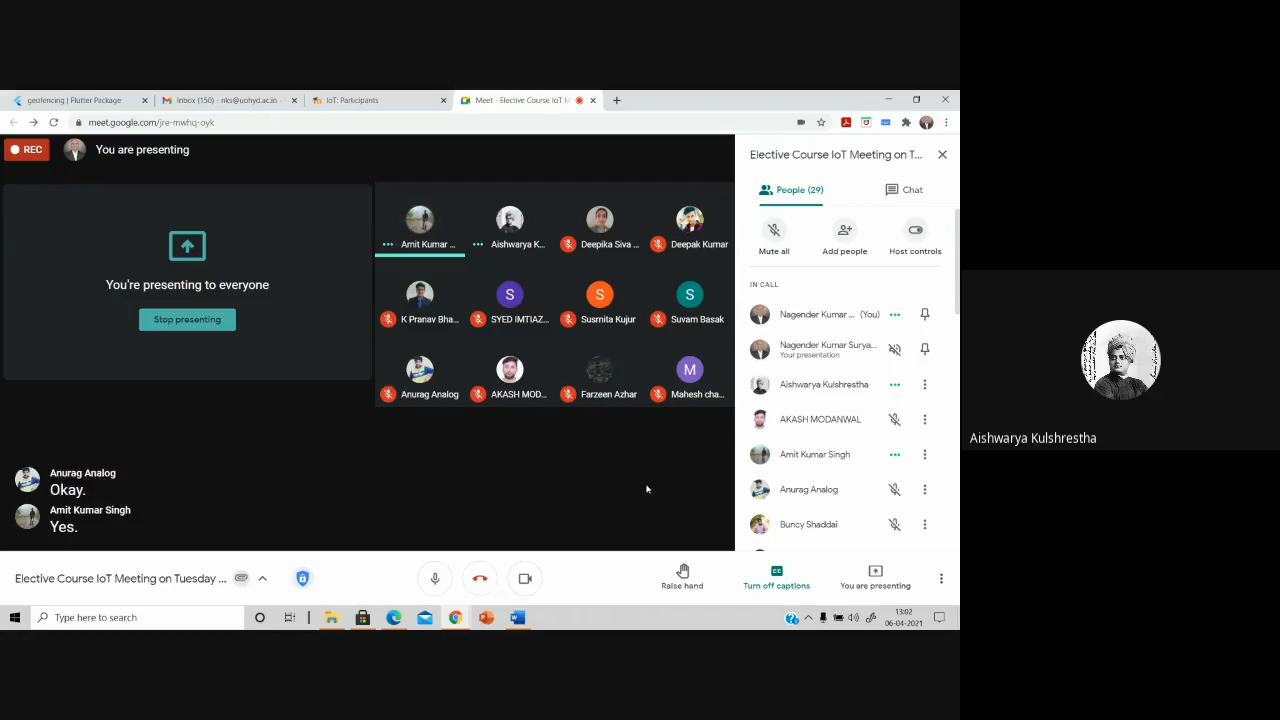 geofencing | Flutter Package
Inbox (150) - nks@uohyd.ac.in
IoT: Participants
Meet - Elective Course IoT M
meet.google.com/jre-mwhq-oyk
REC
You are presenting
You're presenting to everyone
Stop presenting
Amit Kumar ...
Aishwarya K...
Deepika Siva ...
Deepak Kumar
K Pranav Bha...
S
SYED IMTIAZ...
S
Susmita Kujur
S
Suvam Basak
Anurag Analog
AKASH MOD...
Farzeen Azhar
M
Mahesh cha...
Anurag Analog
Okay.
Amit Kumar Singh
Yes.
Elective Course IoT Meeting on T...
People (29)
Chat
Mute all
Add people
Host controls
IN CALL
Nagender Kumar ... (You)
Nagender Kumar Surya...
Your presentation
Aishwarya Kulshrestha
AKASH MODANWAL
Amit Kumar Singh
Anurag Analog
Buncy Shaddai
Elective Course IoT Meeting on Tuesday ...
Raise hand
CC
Turn off captions
You are presenting
Type here to search
13:02
06-04-2021
Aishwarya Kulshrestha